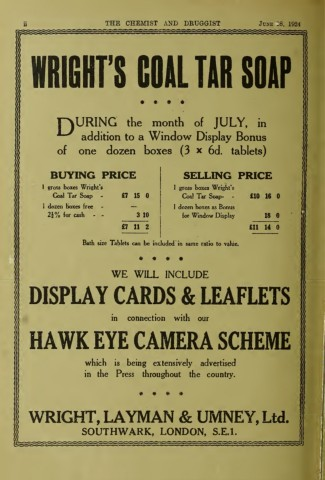 ii THE CHEMIST AND DRUGGIST June 28, 1924
WRIGHT'S COAL TAR SOAP
DURING the month of JULY, in
addition to a Window Display Bonus
of one dozen boxes (3 × 6d. tablets)
BUYING PRICE
1 gross boxes Wright's
Coal Tar Soap - £7 15 0
1 dozen boxes free - —
2½% for cash - - 3 10
£7 11 2
SELLING PRICE
1 gross boxes Wright's
Coal Tar Soap- - £10 16 0
1 dozen boxes as Bonus
for Window Display 18 0
£11 14 0
Bath size Tablets can be included in same ratio to value.
WE WILL INCLUDE
DISPLAY CARDS & LEAFLETS
in connection with our
HAWK EYE CAMERA SCHEME
which is being extensively advertised
in the Press throughout the country.
WRIGHT, LAYMAN & UMNEY, Ltd.
SOUTHWARK, LONDON, S.E.1.